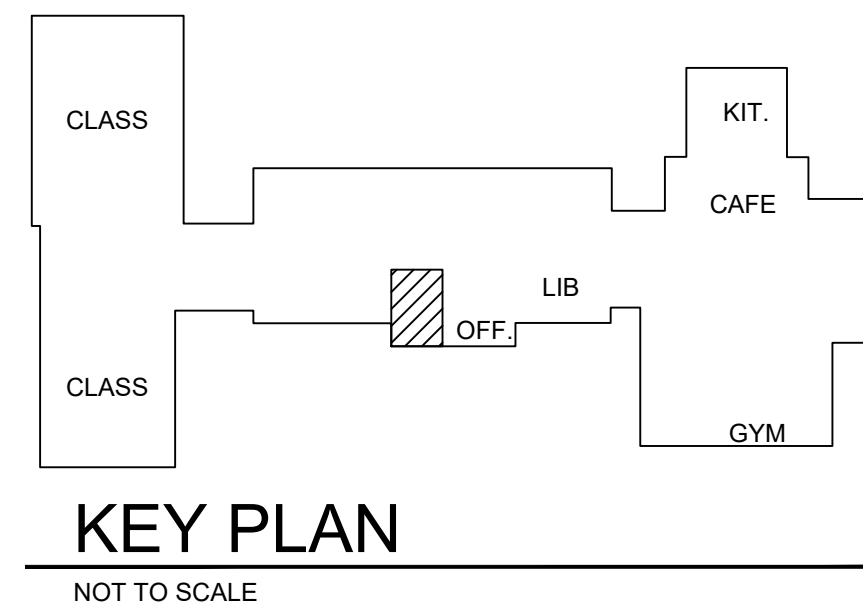 CLASS
KIT.
CAFE
LIB
OFF.
CLASS
GYM
KEY PLAN
NOT TO SCALE